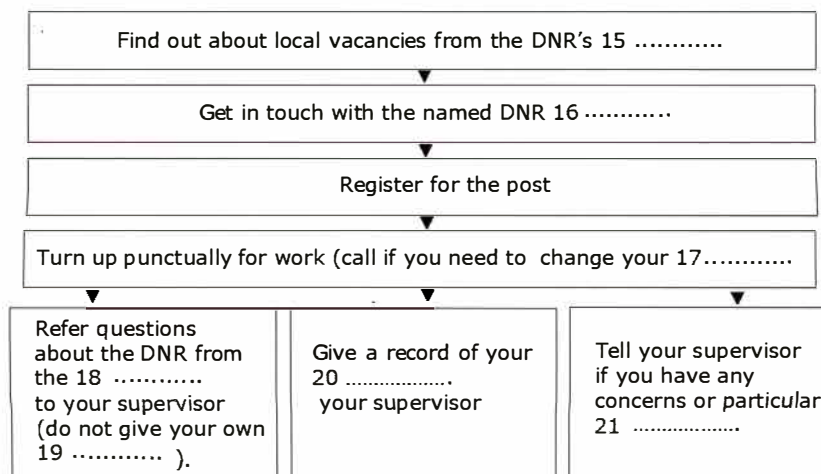 Find out about local vacancies from the DNR's 15 ............
Get in touch with the named DNR 16 ...........
Register for the post
Turn up punctually for work (call if you need to change your 17............
Refer questions
about the DNR from
the 18 ............
to your supervisor
(do not give your own
19 ............ ).
Give a record of your
20 ...................
your supervisor
Tell your supervisor
if you have any
concerns or particular
21 ...................